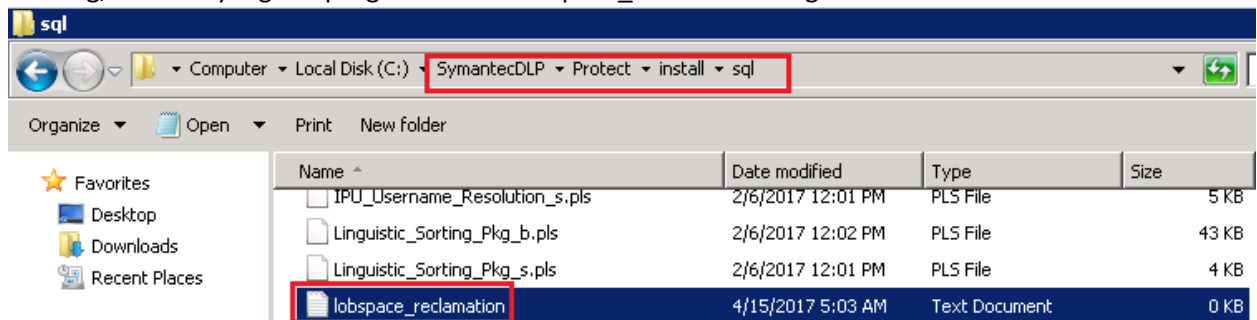 sql
Computer Local Disk (C:) SymantecDLP Protect install sql
Organize Open Print New folder
Favorites
Desktop
Downloads
Recent Places
Name Date modified Type Size
IPU_Username_Resolution_s.pls 2/6/2017 12:01 PM PLS File 5 KB
Linguistic_Sorting_Pkg_b.pls 2/6/2017 12:02 PM PLS File 43 KB
Linguistic_Sorting_Pkg_s.pls 2/6/2017 12:01 PM PLS File 4 KB
lobspace_reclamation 4/15/2017 5:03 AM Text Document 0 KB